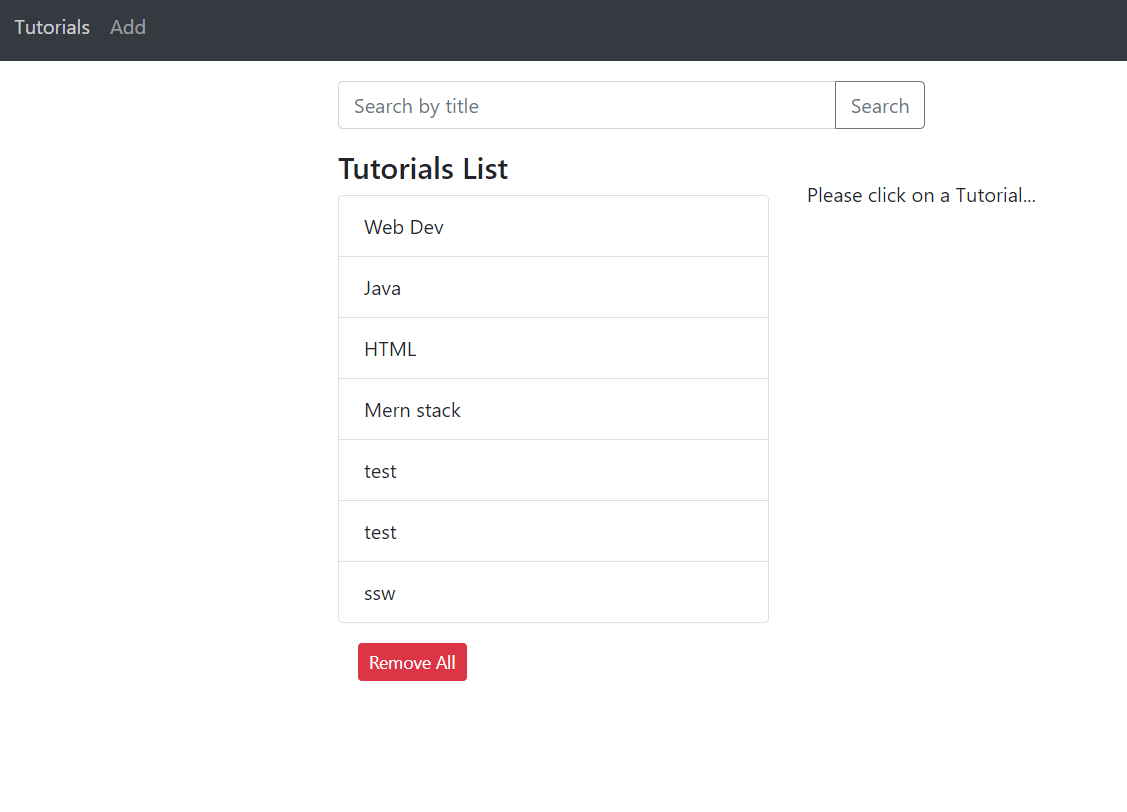 Tutorials Add
Search by title Search
Tutorials List
Please click on a Tutorial...
Web Dev
Java
HTML
Mern stack
test
test
ssw
Remove All